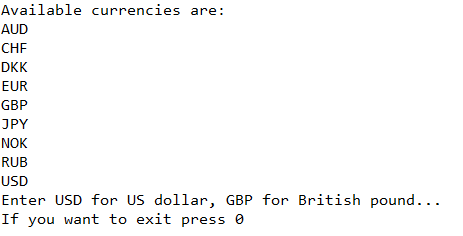 Available currencies are:
AUD
CHF
DKK
EUR
GBP
JPY
NOK
RUB
USD
Enter USD for US dollar, GBP for British pound...
If you want to exit press 0